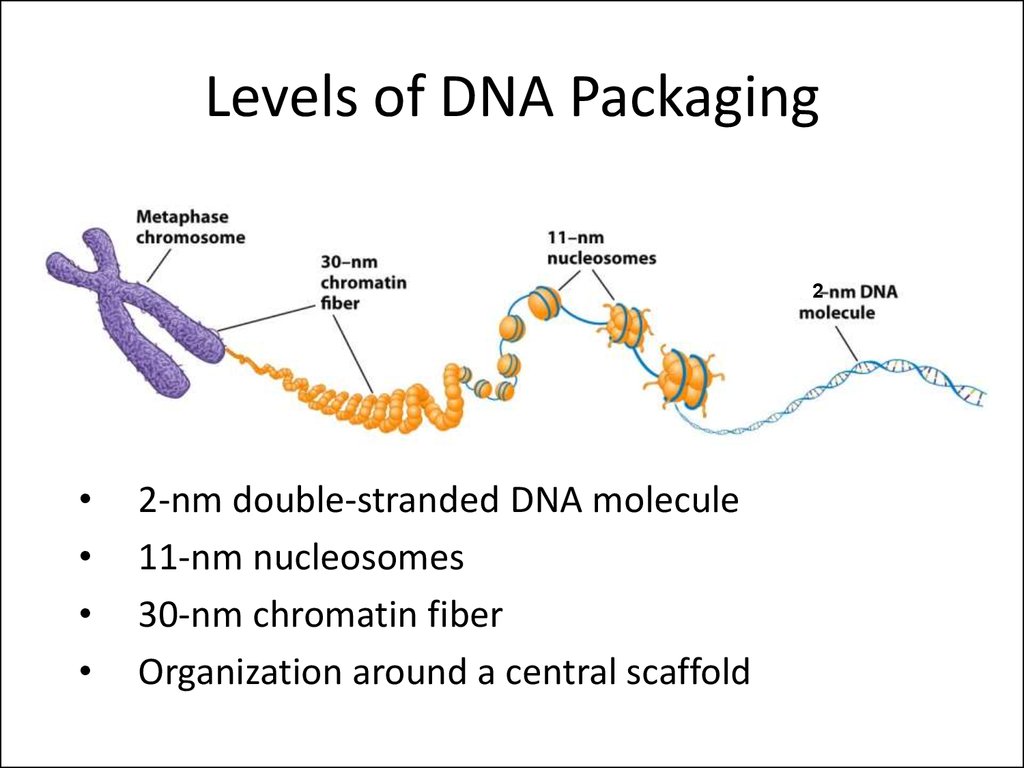 Levels of DNA Packaging
Metaphase
chromosome
30–nm
chromatin
fiber
11–nm
nucleosomes
2-nm DNA
molecule
• 2-nm double-stranded DNA molecule
• 11-nm nucleosomes
• 30-nm chromatin fiber
• Organization around a central scaffold